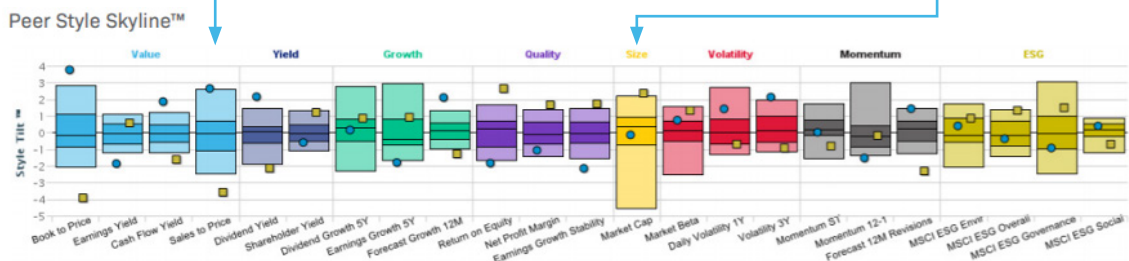 Peer Style Skyline™
Value Yield Growth Quality Size Volatility Momentum ESG
4
3
2
1
0
-1
-2
-3
-4
-5
Style Tilt ™
Book to Price
Earnings Yield
Cash Flow Yield
Sales to Price
Dividend Yield
Shareholder Yield
Dividend Growth 5Y
Earnings Growth 5Y
Forecast Growth 12M
Return on Equity
Net Profit Margin
Earnings Growth Stability
Market Cap
Market Beta
Daily Volatility 1Y
Volatility 3Y
Momentum ST
Momentum 12-1
Forecast 12M Revisions
MSCI ESG Envir
MSCI ESG Overall
MSCI ESG Governance
MSCI ESG Social